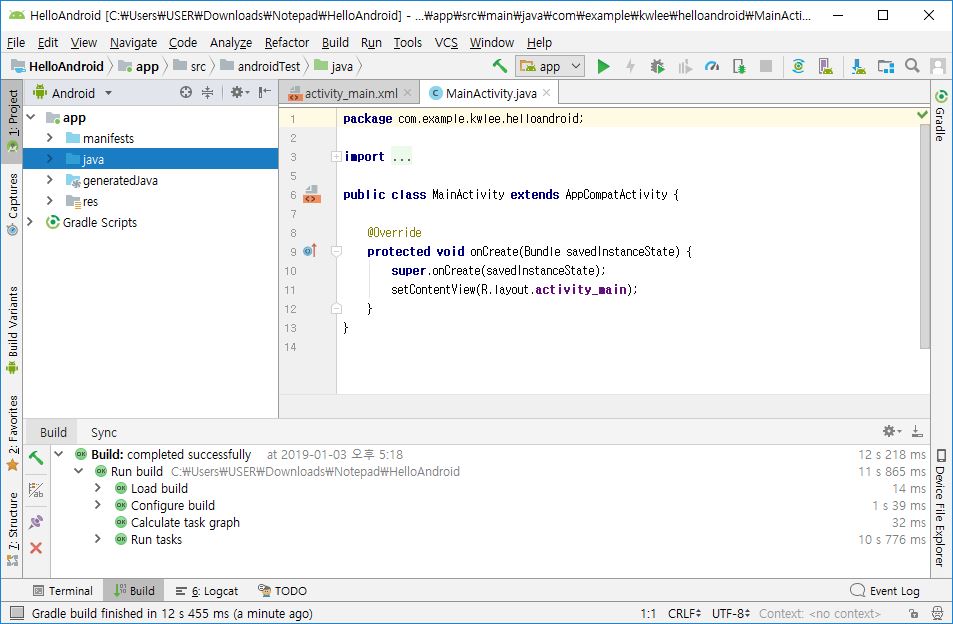 HelloAndroid [C:₩Users₩USER₩Downloads₩Notepad₩HelloAndroid] - ...₩app₩src₩main₩java₩com₩example₩kwlee₩helloandroid₩MainActi...
File Edit View Navigate Code Analyze Refactor Build Run Tools VCS Window Help
HelloAndroid app src androidTest java app
1: Project
Captures
Build Variants
2: Favorites
7: Structure
Android
app
manifests
java
generatedJava
res
Gradle Scripts
activity_main.xml MainActivity.java
1 package com.example.kwlee.helloandroid;
2
3 import ...
5
6 public class MainActivity extends AppCompatActivity {
7
8 @Override
9 protected void onCreate(Bundle savedInstanceState) {
10 super.onCreate(savedInstanceState);
11 setContentView(R.layout.activity_main);
12 }
13 }
14
Gradle
Device File Explorer
Build Sync
Build: completed successfully at 2019-01-03 오후 5:18 12 s 218 ms
Run build C:₩Users₩USER₩Downloads₩Notepad₩HelloAndroid 11 s 865 ms
Load build 14 ms
Configure build 1 s 39 ms
Calculate task graph 32 ms
Run tasks 10 s 776 ms
Terminal Build 6: Logcat TODO Event Log
Gradle build finished in 12 s 455 ms (a minute ago) 1:1 CRLF UTF-8 Context: <no context>